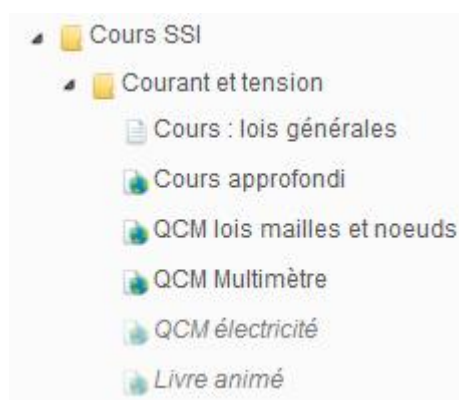 Cours SSI
Courant et tension
Cours : lois générales
Cours approfondi
QCM lois mailles et noeuds
QCM Multimètre
QCM électricité
Livre animé